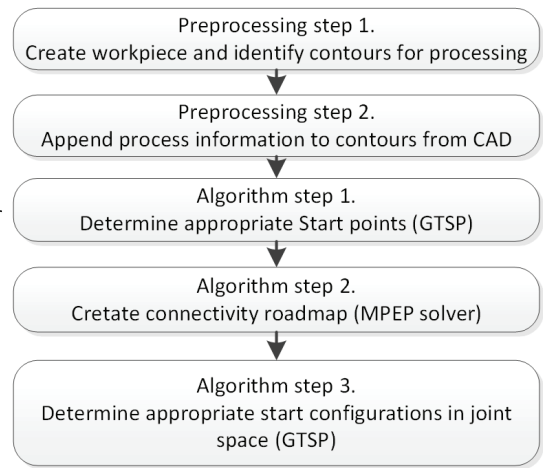 Preprocessing step 1.
Create workpiece and identify contours for processing
Preprocessing step 2.
Append process information to contours from CAD
Algorithm step 1.
Determine appropriate Start points (GTSP)
Algorithm step 2.
Cretate connectivity roadmap (MPEP solver)
Algorithm step 3.
Determine appropriate start configurations in joint
space (GTSP)